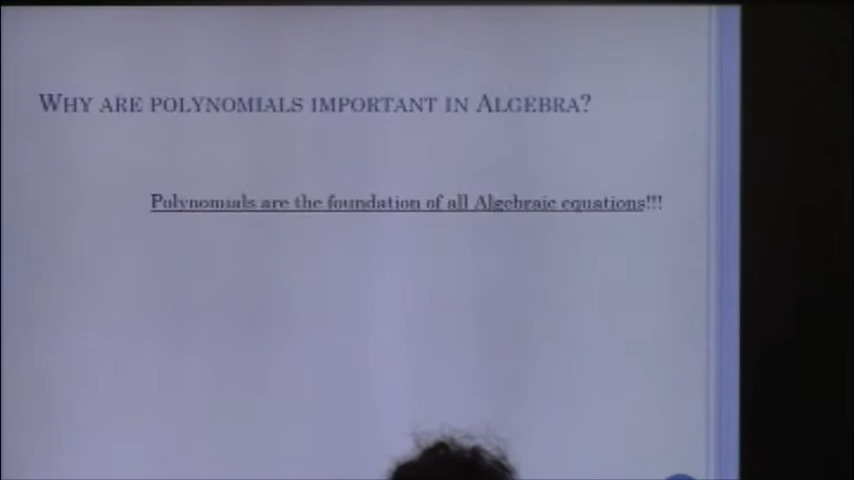 WHY ARE POLYNOMIALS IMPORTANT IN ALGEBRA?
Polynomials are the foundation of all Algebraic equations!!!